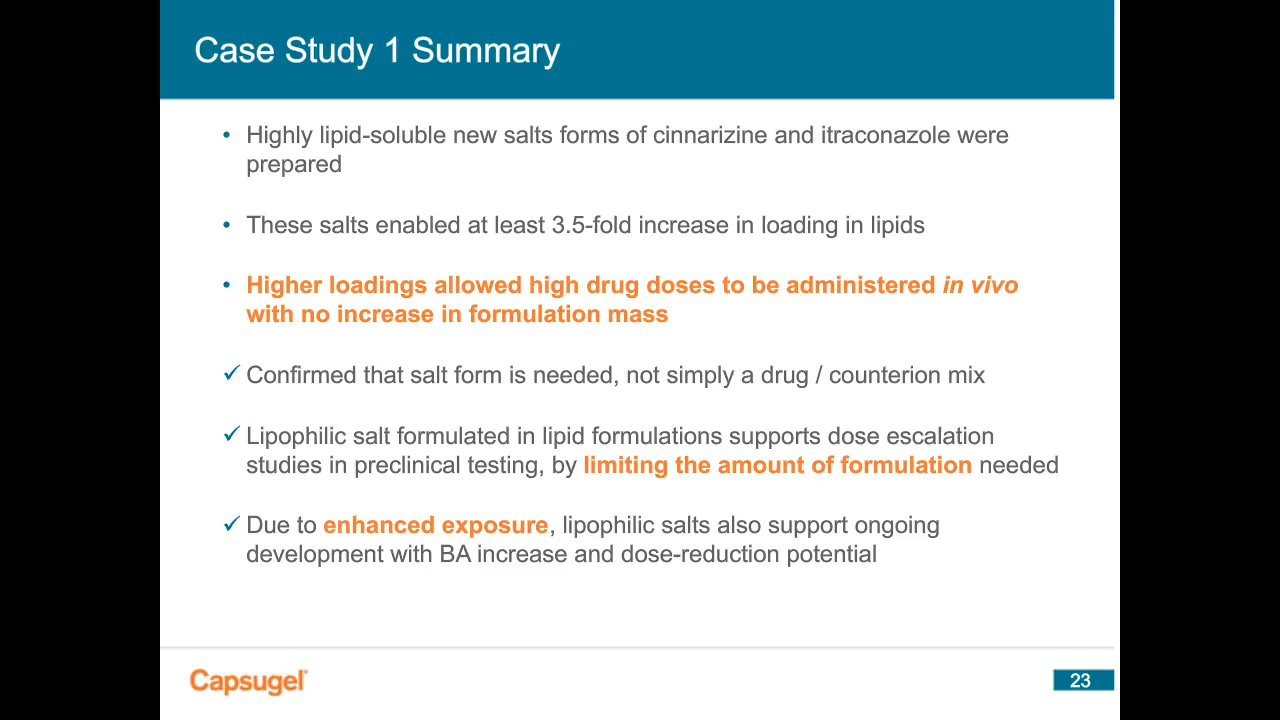 Case Study 1 Summary
• Highly lipid-soluble new salts forms of cinnarizine and itraconazole were
prepared
• These salts enabled at least 3.5-fold increase in loading in lipids
• Higher loadings allowed high drug doses to be administered in vivo
with no increase in formulation mass
✓ Confirmed that salt form is needed, not simply a drug / counterion mix
✓ Lipophilic salt formulated in lipid formulations supports dose escalation
studies in preclinical testing, by limiting the amount of formulation needed
✓ Due to enhanced exposure, lipophilic salts also support ongoing
development with BA increase and dose-reduction potential
Capsugel®
23